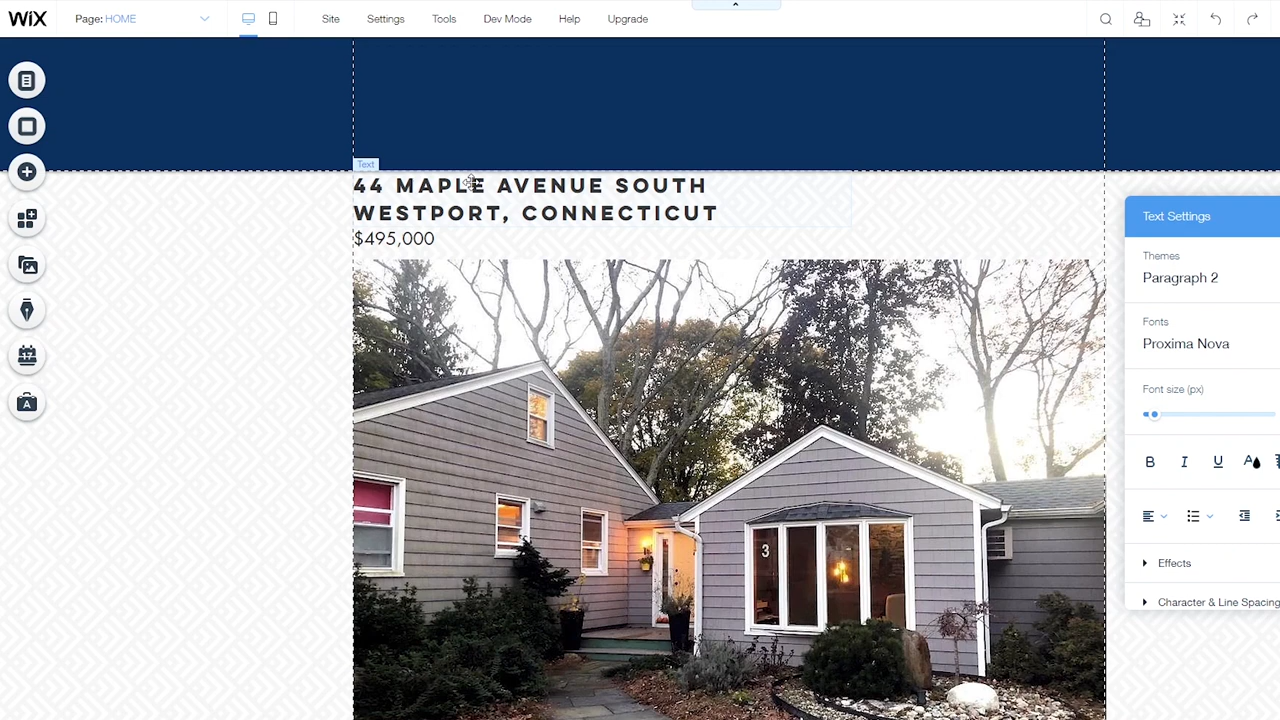 WiX
Page: HOME
Site
Settings
Tools
Dev Mode
Help
Upgrade
Text
44 MAPLE AVENUE SOUTH
WESTPORT, CONNECTICUT
$495,000
3
17
A
Text Settings
Themes
Paragraph 2
Fonts
Proxima Nova
Font size (px)
B I U A
Effects
Character & Line Spacing